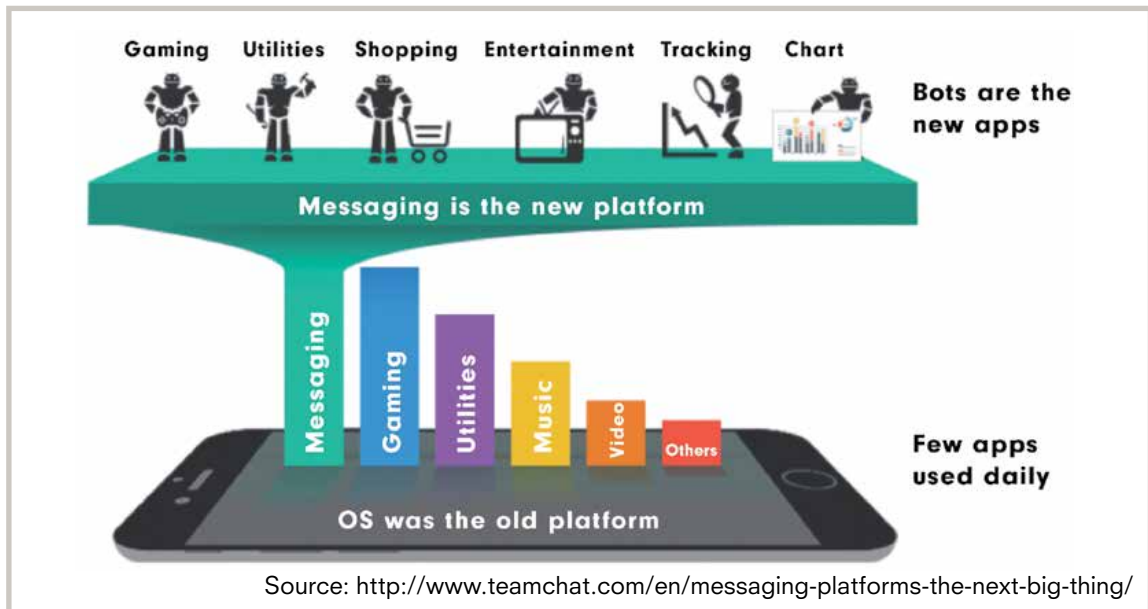 Gaming Utilities Shopping Entertainment Tracking Chart
Bots are the
new apps
Messaging is the new platform
Messaging
Gaming
Utilities
Music
Video
Others
Few apps
used daily
OS was the old platform
Source: http://www.teamchat.com/en/messaging-platforms-the-next-big-thing/